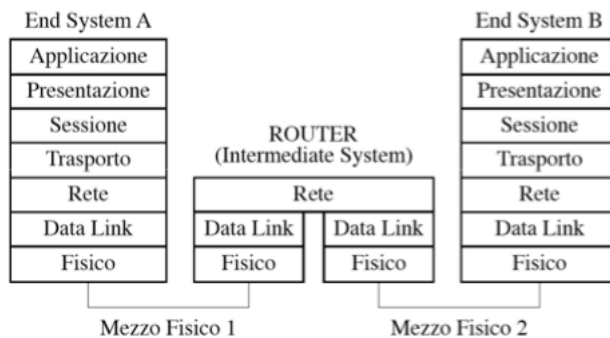 End System A
Applicazione
Presentazione
Sessione
Trasporto
Rete
Data Link
Fisico
ROUTER
(Intermediate System)
Rete
Data Link
Data Link
Fisico
Fisico
End System B
Applicazione
Presentazione
Sessione
Trasporto
Rete
Data Link
Fisico
Mezzo Fisico 1
Mezzo Fisico 2